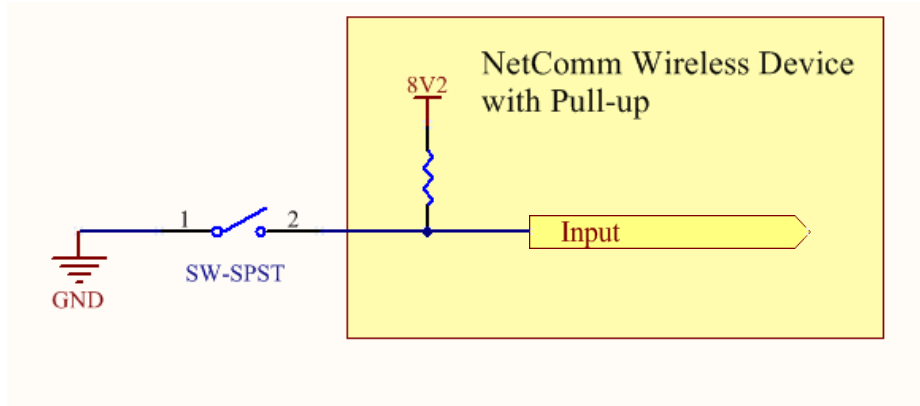 NetComm Wireless Device
with Pull-up
8V2
1
2
Input
SW-SPST
GND